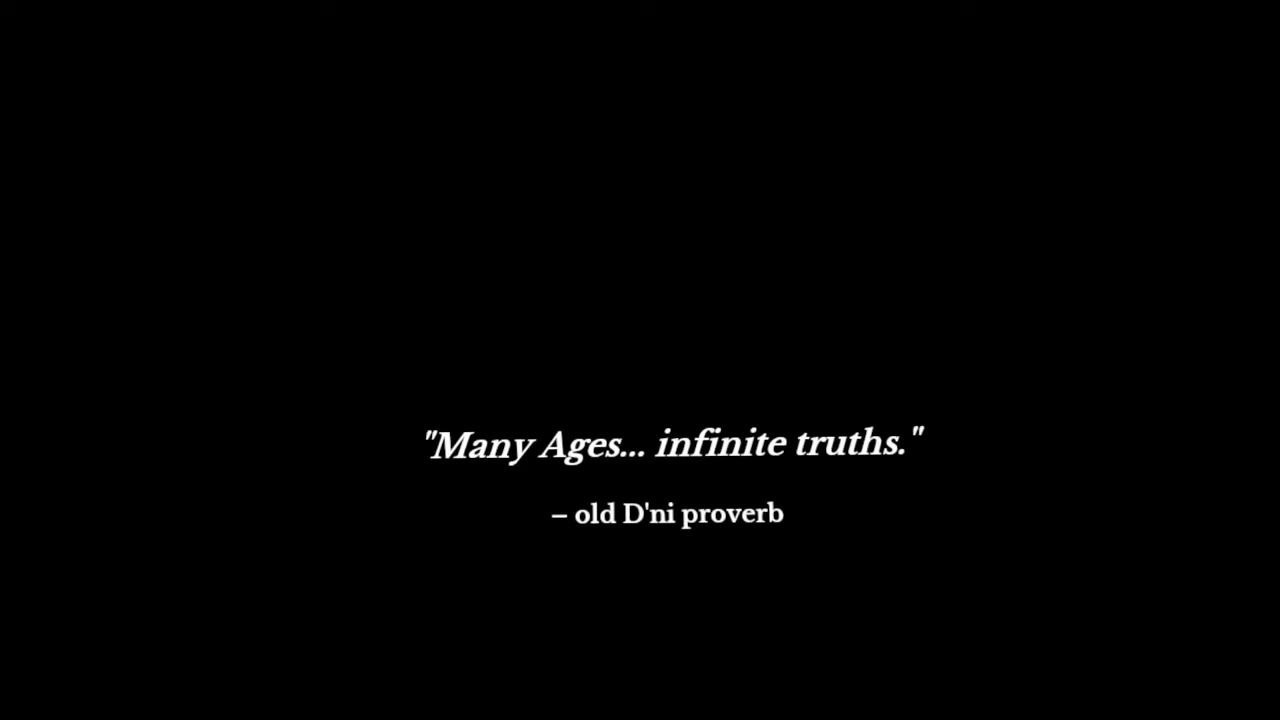 "Many Ages... infinite truths."
– old D'ni proverb